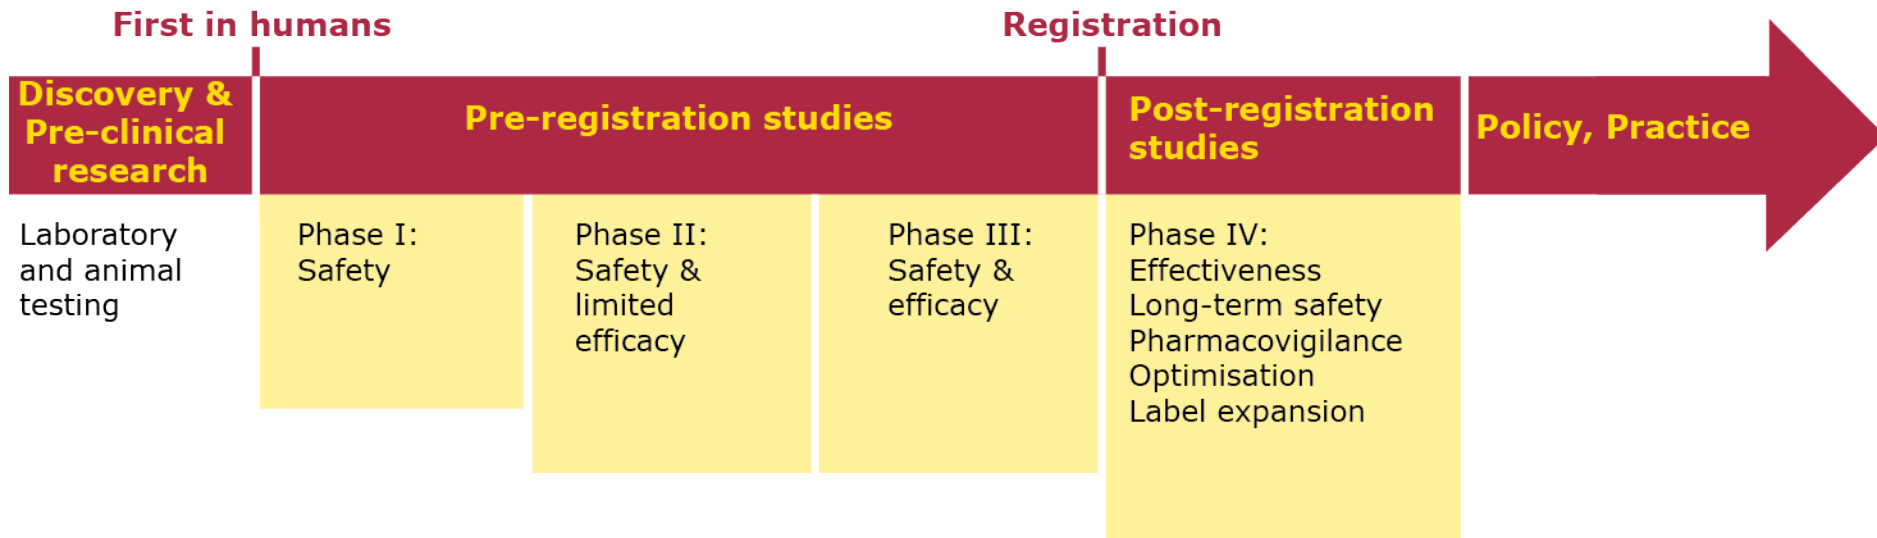 First in humans
Registration
Discovery &
Pre-clinical
research
Pre-registration studies
Post-registration
studies
Policy, Practice
Laboratory
and animal
testing
Phase I:
Safety
Phase II:
Safety &
limited
efficacy
Phase III:
Safety &
efficacy
Phase IV:
Effectiveness
Long-term safety
Pharmacovigilance
Optimisation
Label expansion